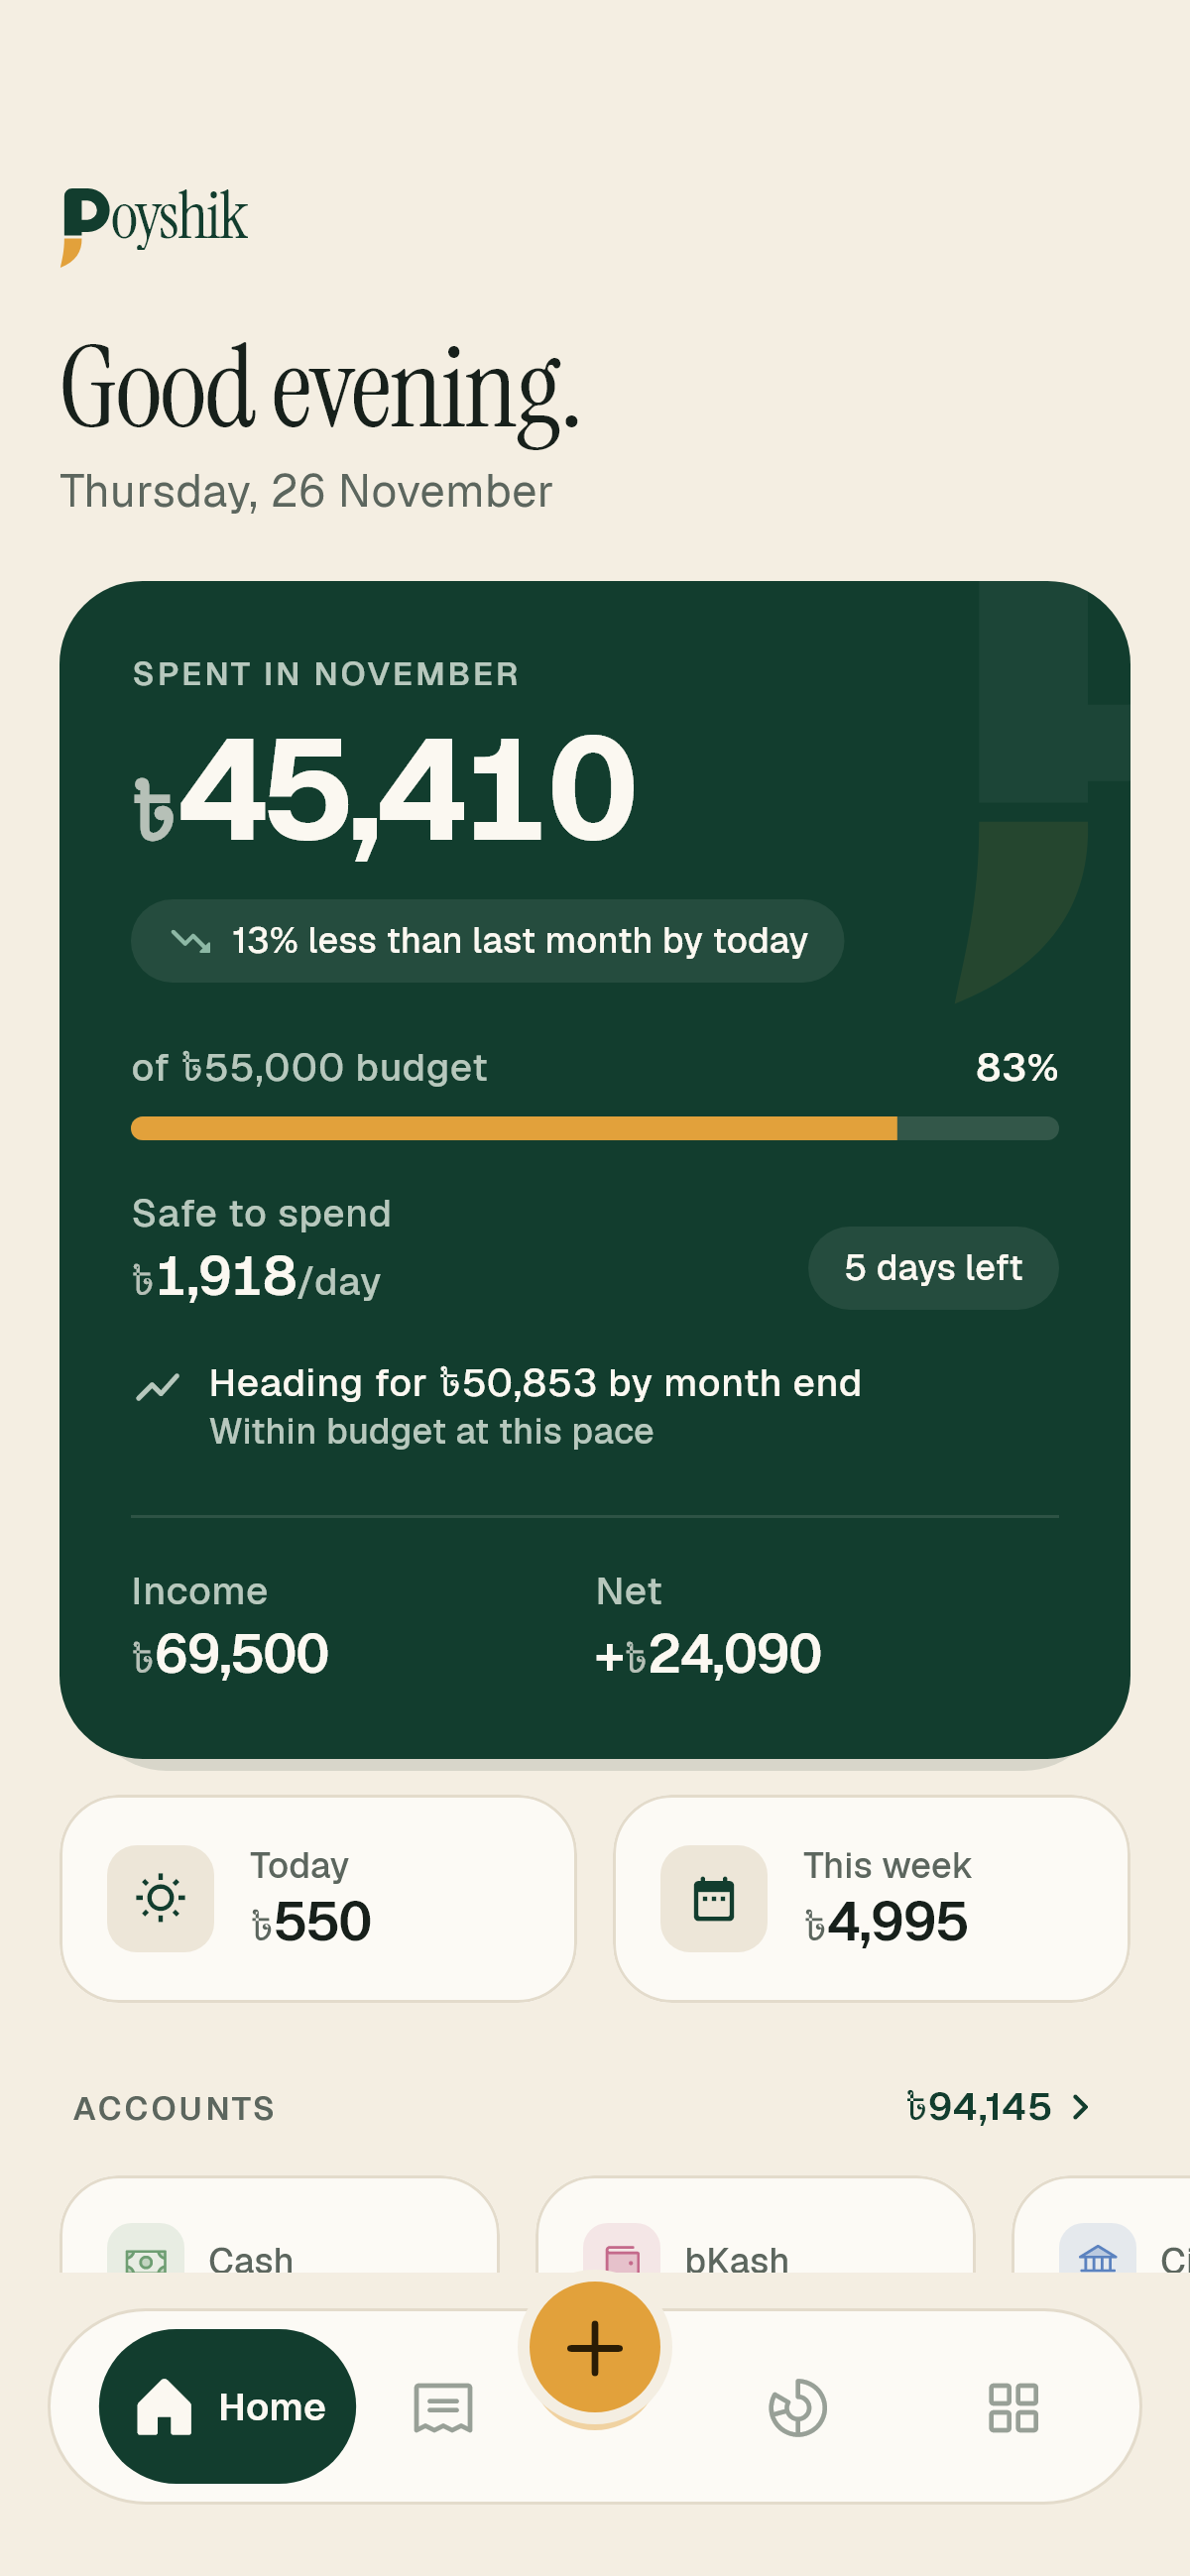 Poyshik
Good evening.
Thursday, 26 November
SPENT IN NOVEMBER
৳45,410
13% less than last month by today
of ৳55,000 budget
83%
Safe to spend
৳1,918/day
5 days left
Heading for ৳50,853 by month end
Within budget at this pace
Income
Net
৳69,500
+৳24,090
Today
৳550
This week
৳4,995
ACCOUNTS
৳94,145
Cash
bKash
Home